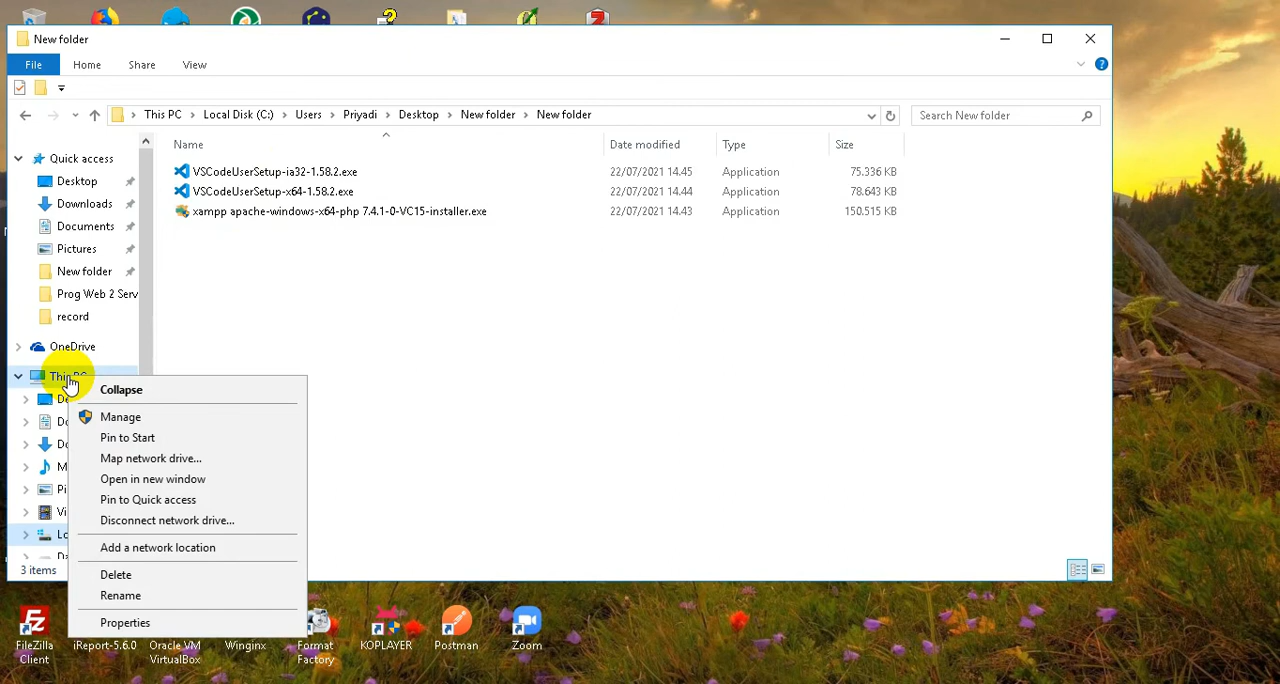 New folder
File Home Share View
This PC Local Disk (C:) Users Priyadi Desktop New folder New folder
Search New folder
Name Date modified Type Size
Quick access
Desktop
Downloads
Documents
Pictures
New folder
Prog Web 2 Serv
record
OneDrive
This PC
VSCodeUserSetup-ia32-1.58.2.exe 22/07/2021 14.45 Application 75.336 KB
VSCodeUserSetup-x64-1.58.2.exe 22/07/2021 14.44 Application 78.643 KB
xampp apache-windows-x64-php 7.4.1-0-VC15-installer.exe 22/07/2021 14.43 Application 150.515 KB
Collapse
Manage
Pin to Start
Map network drive...
Open in new window
Pin to Quick access
Disconnect network drive...
Add a network location
Delete
Rename
Properties
3 items
FileZilla Client
iReport-5.6.0
Oracle VM VirtualBox
Winginx
Format Factory
KOPLAYER
Postman
Zoom